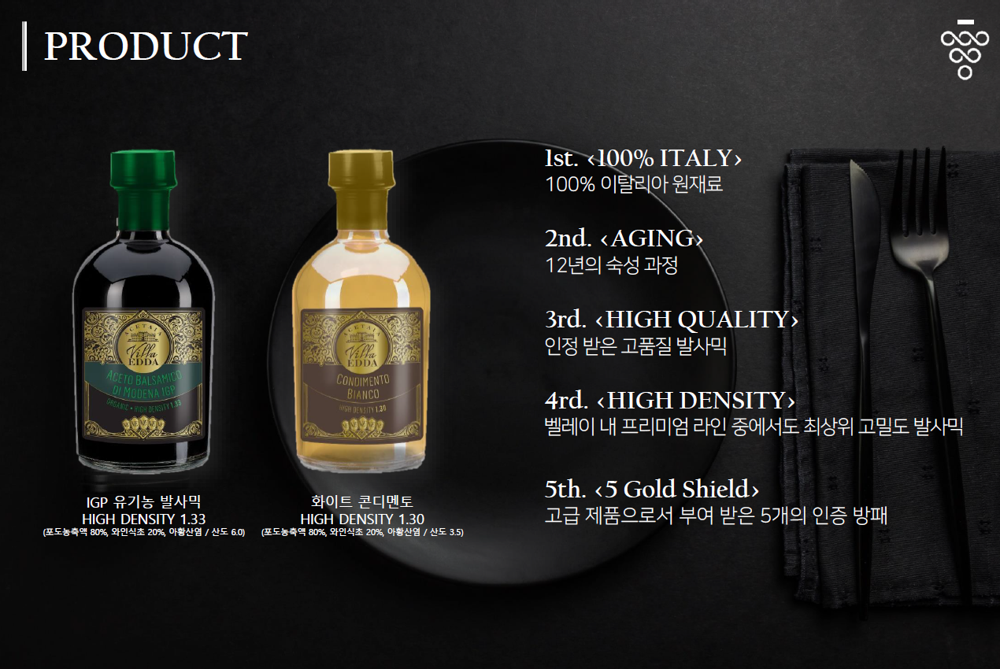 PRODUCT
ACETAIA
Villa
EDDA
ACETO BALSAMICO
DI MODENA IGP
ORGANIC • HIGH DENSITY 1.33
ACETAIA
Villa
EDDA
CONDIMENTO
BIANCO
HIGH DENSITY 1.30
IGP 유기농 발사믹
HIGH DENSITY 1.33
(포도농축액 80%, 와인식초 20%, 아황산염 / 산도 6.0)
화이트 콘디멘토
HIGH DENSITY 1.30
(포도농축액 80%, 와인식초 20%, 아황산염 / 산도 3.5)
1st. ‹100% ITALY›
100% 이탈리아 원재료
2nd. ‹AGING›
12년의 숙성 과정
3rd. ‹HIGH QUALITY›
인정 받은 고품질 발사믹
4rd. ‹HIGH DENSITY›
벨레이 내 프리미엄 라인 중에서도 최상위 고밀도 발사믹
5th. ‹5 Gold Shield›
고급 제품으로서 부여 받은 5개의 인증 방패